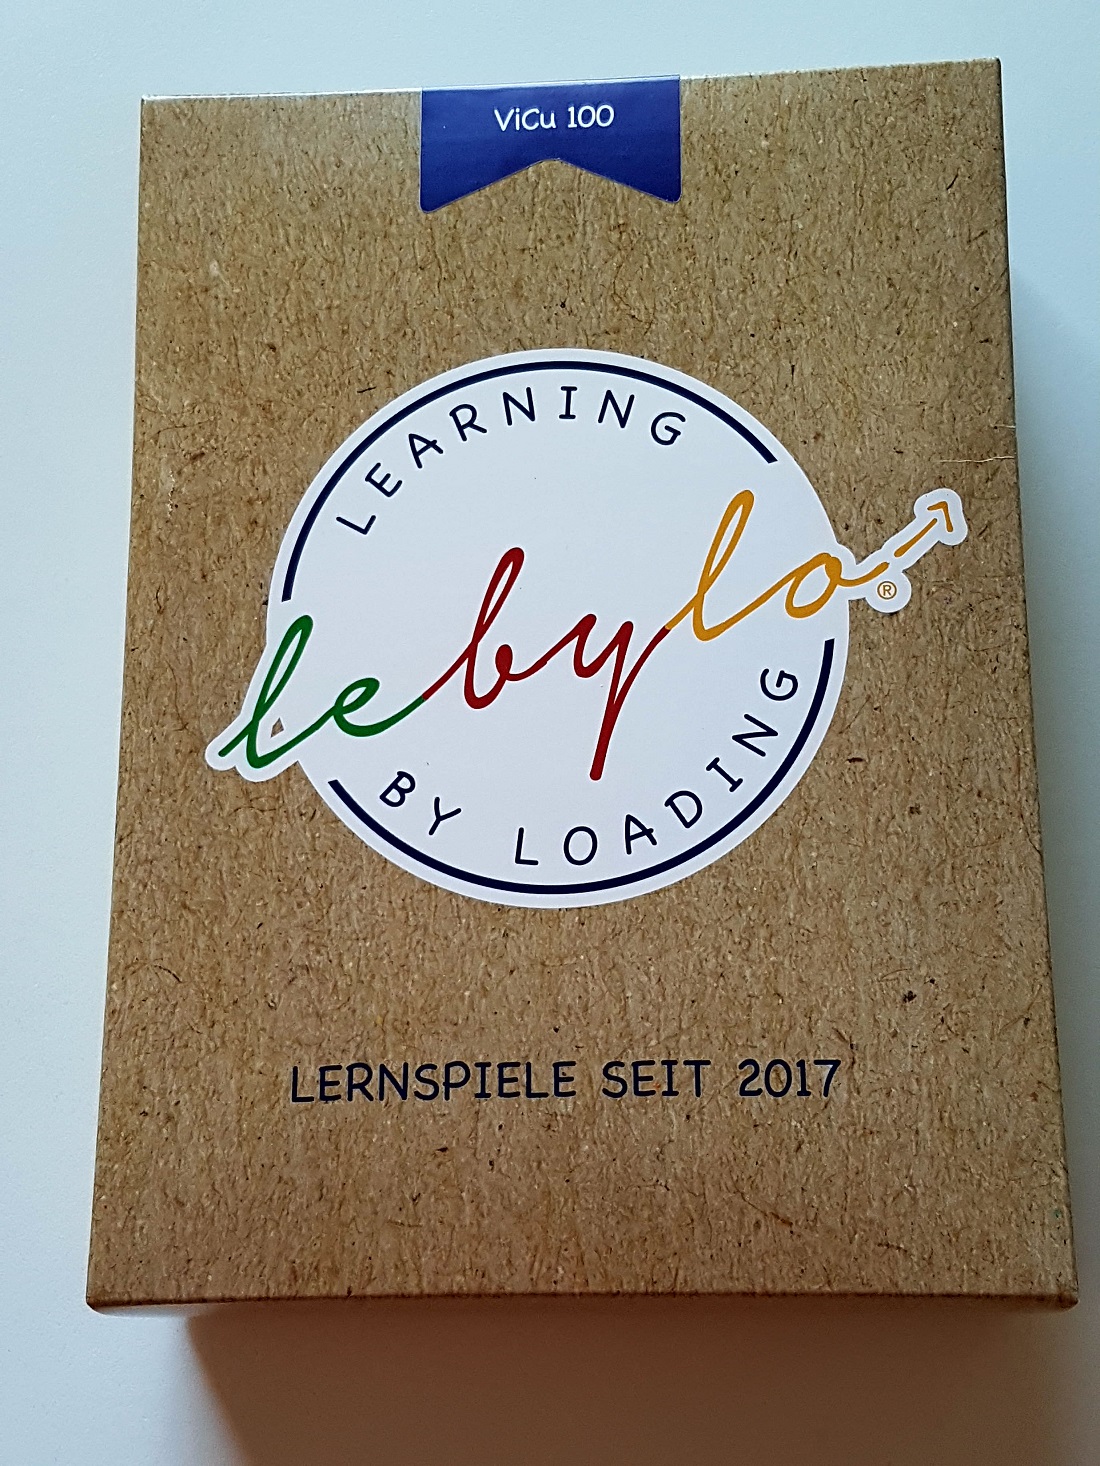 ViCu 100
LEARNING
lebylo®
BY LOADING
LERNSPIELE SEIT 2017